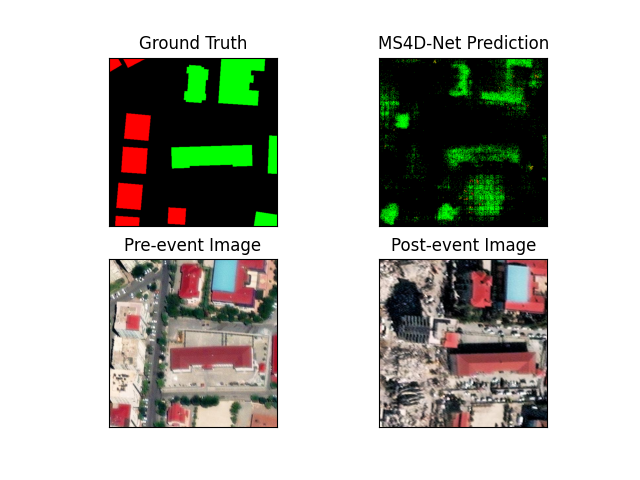 Ground Truth
MS4D-Net Prediction
Pre-event Image
Post-event Image